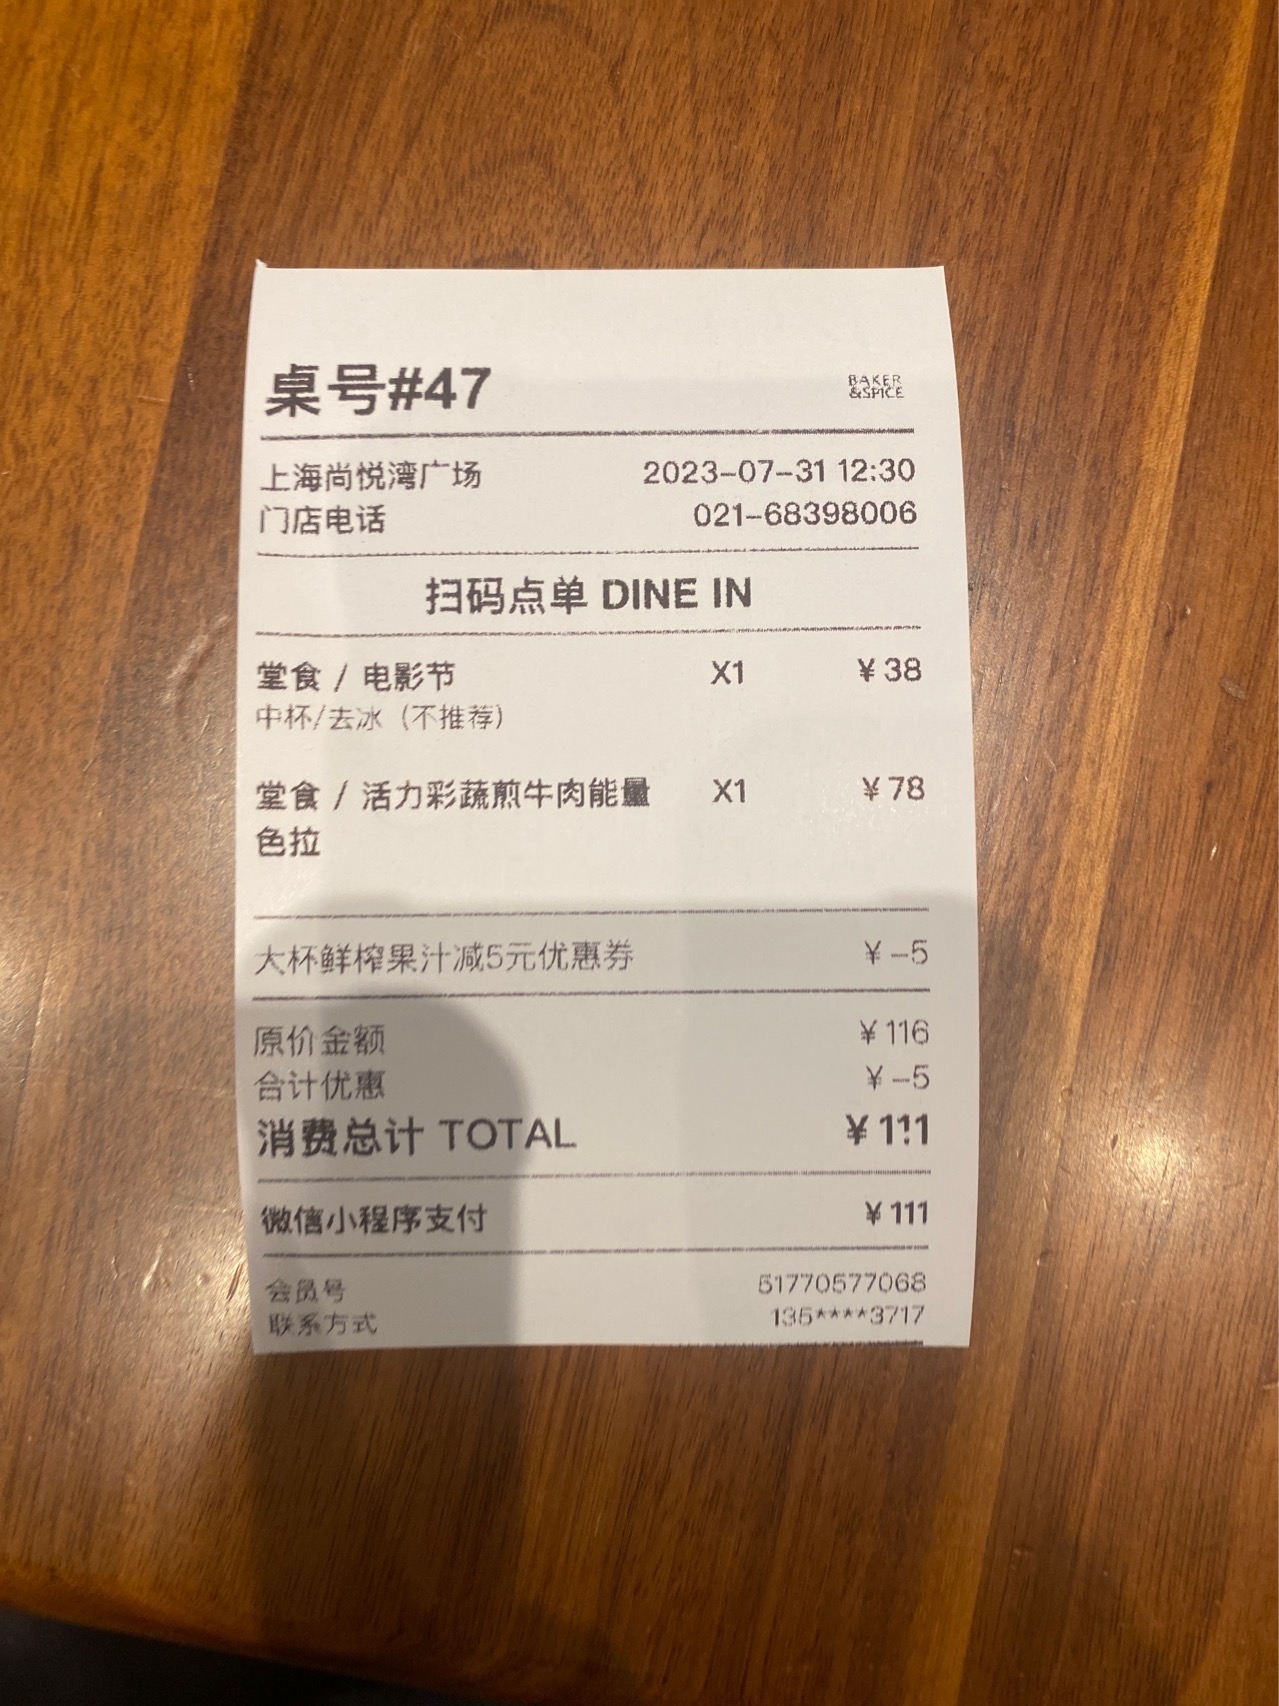 桌号#47
BAKER
&SPICE
上海尚悦湾广场 2023-07-31 12:30
门店电话 021-68398006
扫码点单 DINE IN
堂食 / 电影节 X1 ¥38
中杯/去冰（不推荐）
堂食 / 活力彩蔬煎牛肉能量 X1 ¥78
色拉
大杯鲜榨果汁减5元优惠券 ¥-5
原价金额 ¥116
合计优惠 ¥-5
消费总计 TOTAL ¥111
微信小程序支付 ¥111
会员号 51770577068
联系方式 135****3717